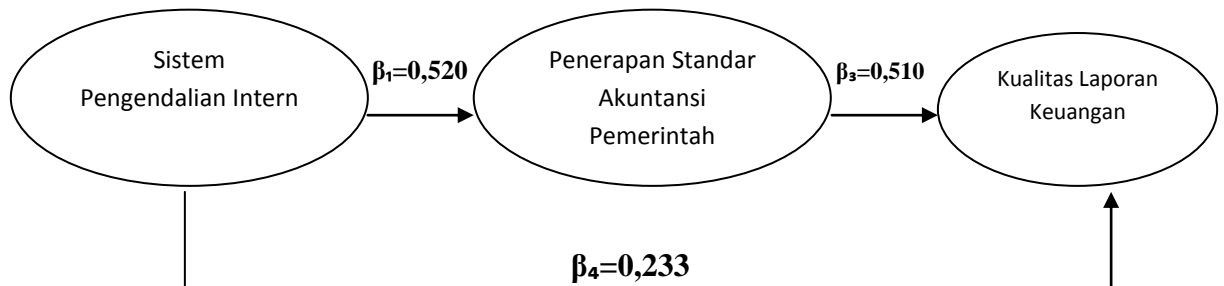 Sistem
Pengendalian Intern
β₁=0,520
Penerapan Standar
Akuntansi
Pemerintah
β₃=0,510
Kualitas Laporan
Keuangan
β₄=0,233